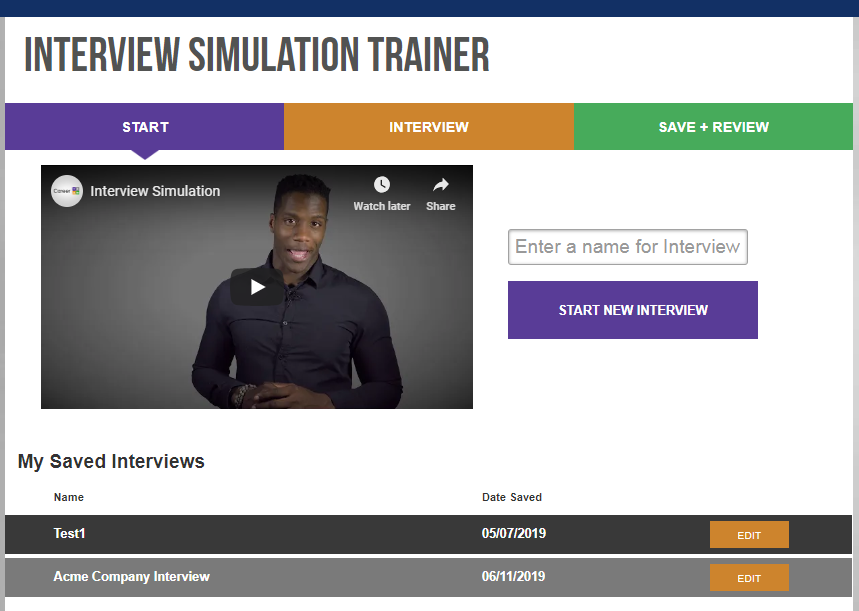 INTERVIEW SIMULATION TRAINER
START
INTERVIEW
SAVE + REVIEW
Career
Interview Simulation
Watch later
Share
Enter a name for Interview
START NEW INTERVIEW
My Saved Interviews
Name
Date Saved
Test1
05/07/2019
EDIT
Acme Company Interview
06/11/2019
EDIT